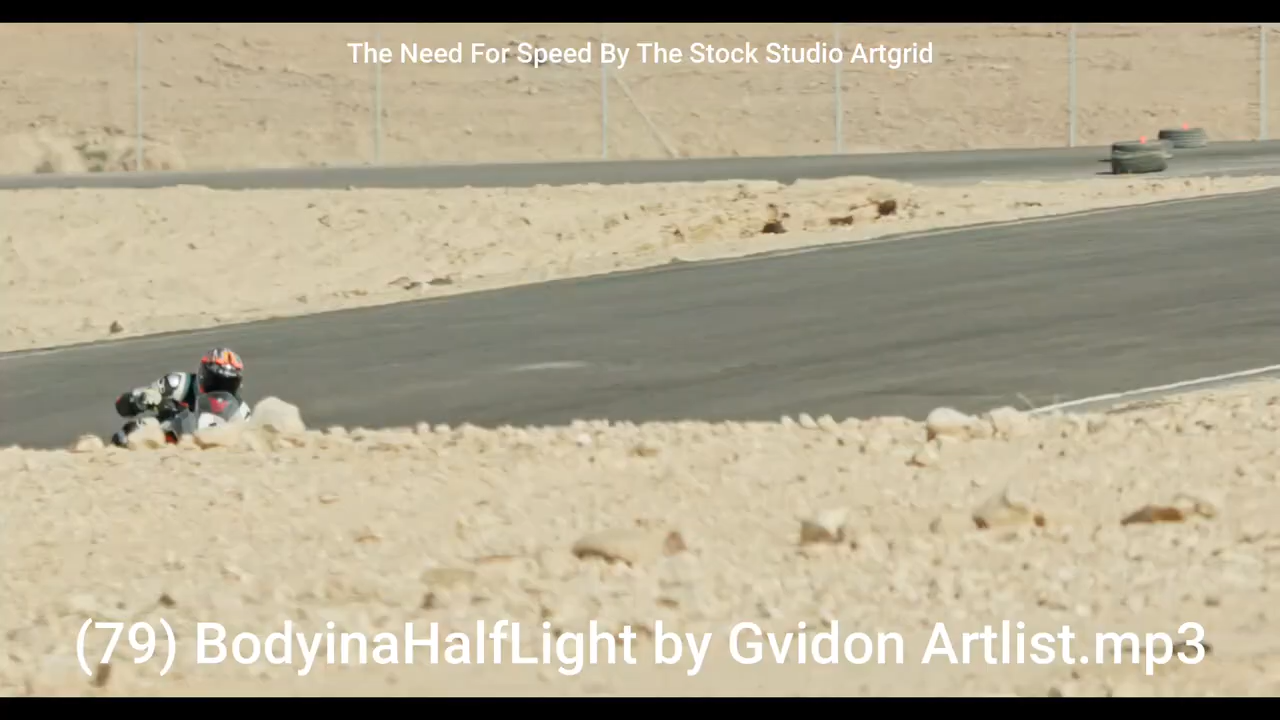 The Need For Speed By The Stock Studio Artgrid
(79) BodyinaHalfLight by Gvidon Artlist.mp3